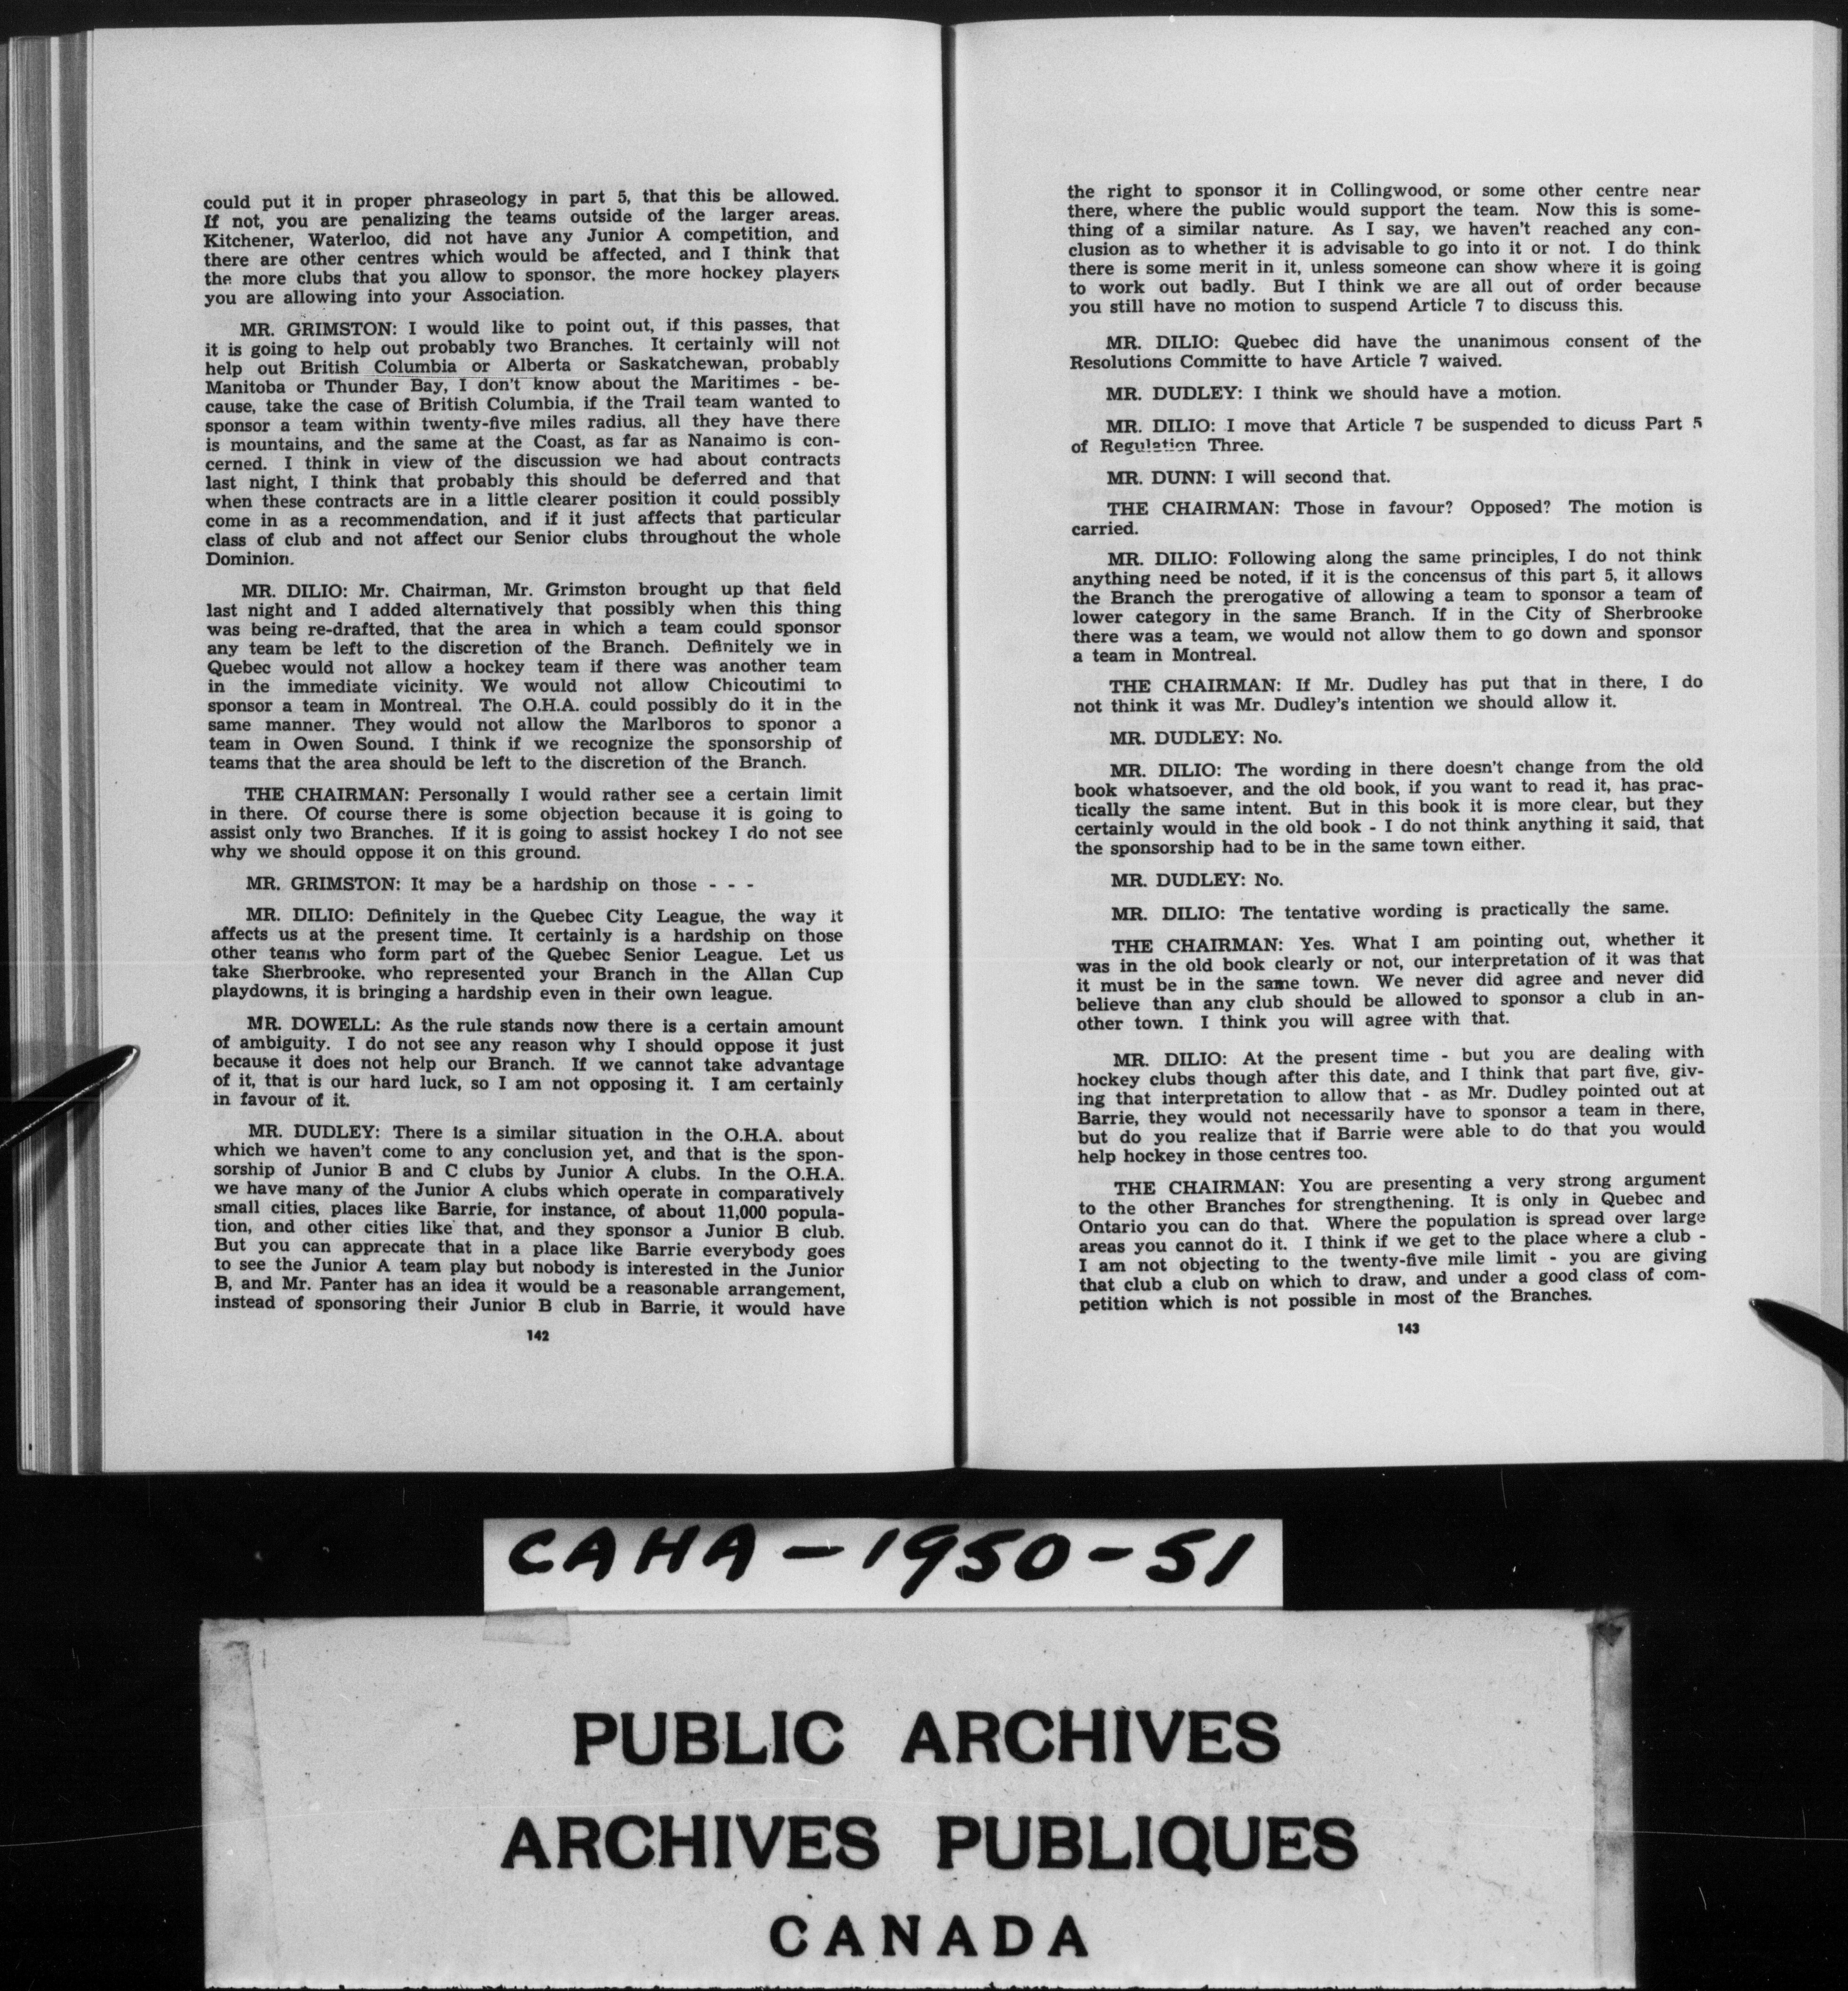 could put it in proper phraseology in part 5, that this be allowed.
If not, you are penalizing the teams outside of the larger areas.
Kitchener, Waterloo, did not have any Junior A competition, and
there are other centres which would be affected, and I think that
the more clubs that you allow to sponsor, the more hockey players
you are allowing into your Association.
MR. GRIMSTON: I would like to point out, if this passes, that
it is going to help out probably two Branches. It certainly will not
help out British Columbia or Alberta or Saskatchewan, probably
Manitoba or Thunder Bay, I don't know about the Maritimes - be-
cause, take the case of British Columbia, if the Trail team wanted to
sponsor a team within twenty-five miles radius, all they have there
is mountains, and the same at the Coast, as far as Nanaimo is con-
cerned. I think in view of the discussion we had about contracts
last night, I think that probably this should be deferred and that
when these contracts are in a little clearer position it could possibly
come in as a recommendation, and if it just affects that particular
class of club and not affect our Senior clubs throughout the whole
Dominion.
MR. DILIO: Mr. Chairman, Mr. Grimston brought up that field
last night and I added alternatively that possibly when this thing
was being re-drafted, that the area in which a team could sponsor
any team be left to the discretion of the Branch. Definitely we in
Quebec would not allow a hockey team if there was another team
in the immediate vicinity. We would not allow Chicoutimi to
sponsor a team in Montreal. The O.H.A. could possibly do it in the
same manner. They would not allow the Marlboros to sponor a
team in Owen Sound. I think if we recognize the sponsorship of
teams that the area should be left to the discretion of the Branch.
THE CHAIRMAN: Personally I would rather see a certain limit
in there. Of course there is some objection because it is going to
assist only two Branches. If it is going to assist hockey I do not see
why we should oppose it on this ground.
MR. GRIMSTON: It may be a hardship on those - - -
MR. DILIO: Definitely in the Quebec City League, the way it
affects us at the present time. It certainly is a hardship on those
other teams who form part of the Quebec Senior League. Let us
take Sherbrooke, who represented your Branch in the Allan Cup
playdowns, it is bringing a hardship even in their own league.
MR. DOWELL: As the rule stands now there is a certain amount
of ambiguity. I do not see any reason why I should oppose it just
because it does not help our Branch. If we cannot take advantage
of it, that is our hard luck, so I am not opposing it. I am certainly
in favour of it.
MR. DUDLEY: There is a similar situation in the O.H.A. about
which we haven't come to any conclusion yet, and that is the spon-
sorship of Junior B and C clubs by Junior A clubs. In the O.H.A.
we have many of the Junior A clubs which operate in comparatively
small cities, places like Barrie, for instance, of about 11,000 popula-
tion, and other cities like that, and they sponsor a Junior B club.
But you can apprecate that in a place like Barrie everybody goes
to see the Junior A team play but nobody is interested in the Junior
B, and Mr. Panter has an idea it would be a reasonable arrangement,
instead of sponsoring their Junior B club in Barrie, it would have
142
the right to sponsor it in Collingwood, or some other centre near
there, where the public would support the team. Now this is some-
thing of a similar nature. As I say, we haven't reached any con-
clusion as to whether it is advisable to go into it or not. I do think
there is some merit in it, unless someone can show where it is going
to work out badly. But I think we are all out of order because
you still have no motion to suspend Article 7 to discuss this.
MR. DILIO: Quebec did have the unanimous consent of the
Resolutions Committe to have Article 7 waived.
MR. DUDLEY: I think we should have a motion.
MR. DILIO: I move that Article 7 be suspended to dicuss Part 5
of Regulation Three.
MR. DUNN: I will second that.
THE CHAIRMAN: Those in favour? Opposed? The motion is
carried.
MR. DILIO: Following along the same principles, I do not think
anything need be noted, if it is the concensus of this part 5, it allows
the Branch the prerogative of allowing a team to sponsor a team of
lower category in the same Branch. If in the City of Sherbrooke
there was a team, we would not allow them to go down and sponsor
a team in Montreal.
THE CHAIRMAN: If Mr. Dudley has put that in there, I do
not think it was Mr. Dudley's intention we should allow it.
MR. DUDLEY: No.
MR. DILIO: The wording in there doesn't change from the old
book whatsoever, and the old book, if you want to read it, has prac-
tically the same intent. But in this book it is more clear, but they
certainly would in the old book - I do not think anything it said, that
the sponsorship had to be in the same town either.
MR. DUDLEY: No.
MR. DILIO: The tentative wording is practically the same.
THE CHAIRMAN: Yes. What I am pointing out, whether it
was in the old book clearly or not, our interpretation of it was that
it must be in the same town. We never did agree and never did
believe than any club should be allowed to sponsor a club in an-
other town. I think you will agree with that.
MR. DILIO: At the present time - but you are dealing with
hockey clubs though after this date, and I think that part five, giv-
ing that interpretation to allow that - as Mr. Dudley pointed out at
Barrie, they would not necessarily have to sponsor a team in there,
but do you realize that if Barrie were able to do that you would
help hockey in those centres too.
THE CHAIRMAN: You are presenting a very strong argument
to the other Branches for strengthening. It is only in Quebec and
Ontario you can do that. Where the population is spread over large
areas you cannot do it. I think if we get to the place where a club -
I am not objecting to the twenty-five mile limit - you are giving
that club a club on which to draw, and under a good class of com-
petition which is not possible in most of the Branches.
143
CAHA - 1950-51
PUBLIC ARCHIVES
ARCHIVES PUBLIQUES
CANADA